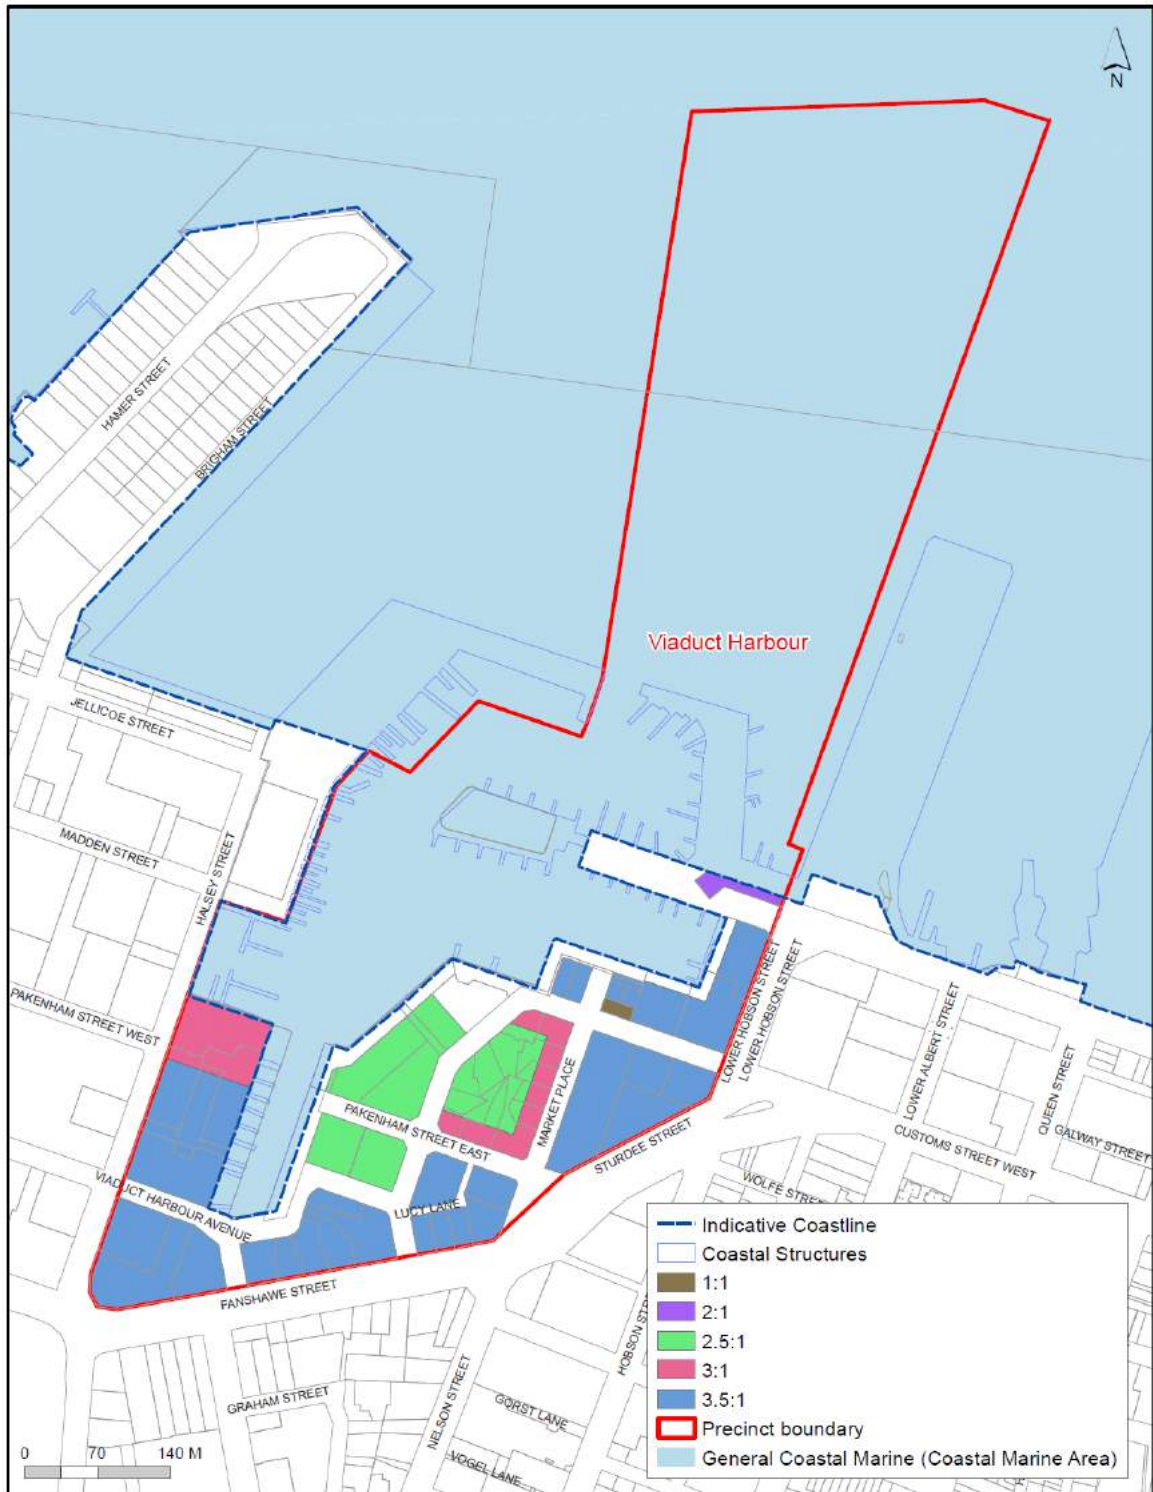 N
HAMER STREET
BRIGHAM STREET
Viaduct Harbour
JELLICOE STREET
MADDEN STREET
HALSEY STREET
PAKENHAM STREET WEST
LOWER HOBSON STREET
LOWER HOBSON STREET
LOWER ALBERT STREET
QUEEN STREET
MARKET PLACE
PAKENHAM STREET EAST
STURDEE STREET
CUSTOMS STREET WEST
GALWAY STREET
VIADUCT HARBOUR AVENUE
LUCY LANE
WOLFE STREE
FANSHAWE STREET
HOBSON STR
GRAHAM STREET
NELSON STREET
GORST LANE
VOGEL LANE
Indicative Coastline
Coastal Structures
1:1
2:1
2.5:1
3:1
3.5:1
Precinct boundary
General Coastal Marine (Coastal Marine Area)
0 70 140 M